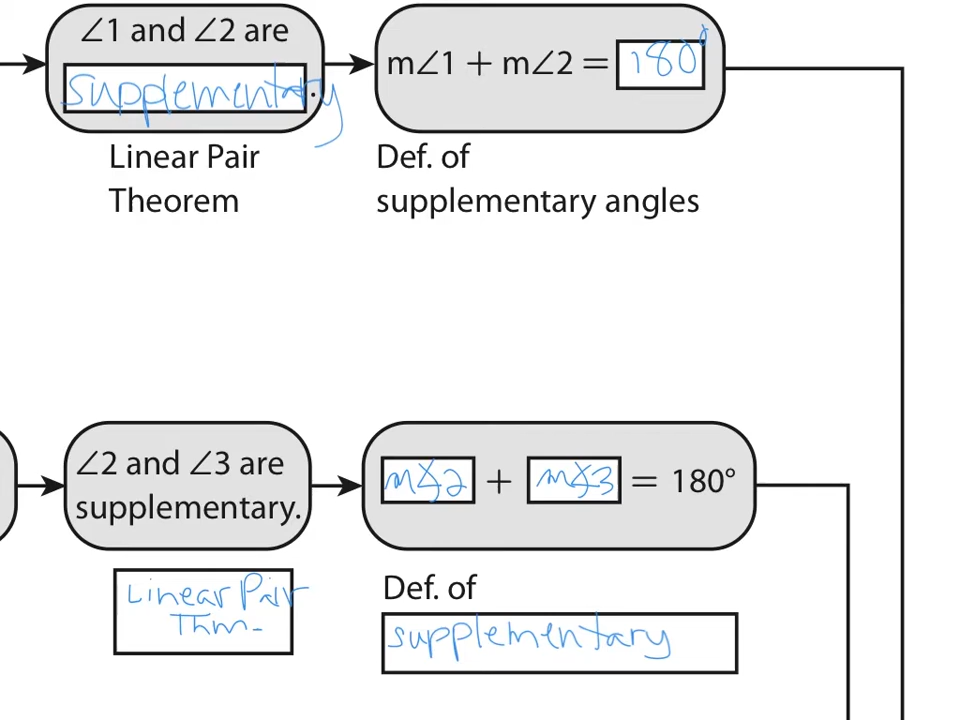 ∠1 and ∠2 are
supplementary.
m∠1 + m∠2 = 180°
Linear Pair
Theorem
Def. of
supplementary angles
∠2 and ∠3 are
supplementary.
m∠2 + m∠3 = 180°
Linear Pair
Thm.
Def. of
supplementary